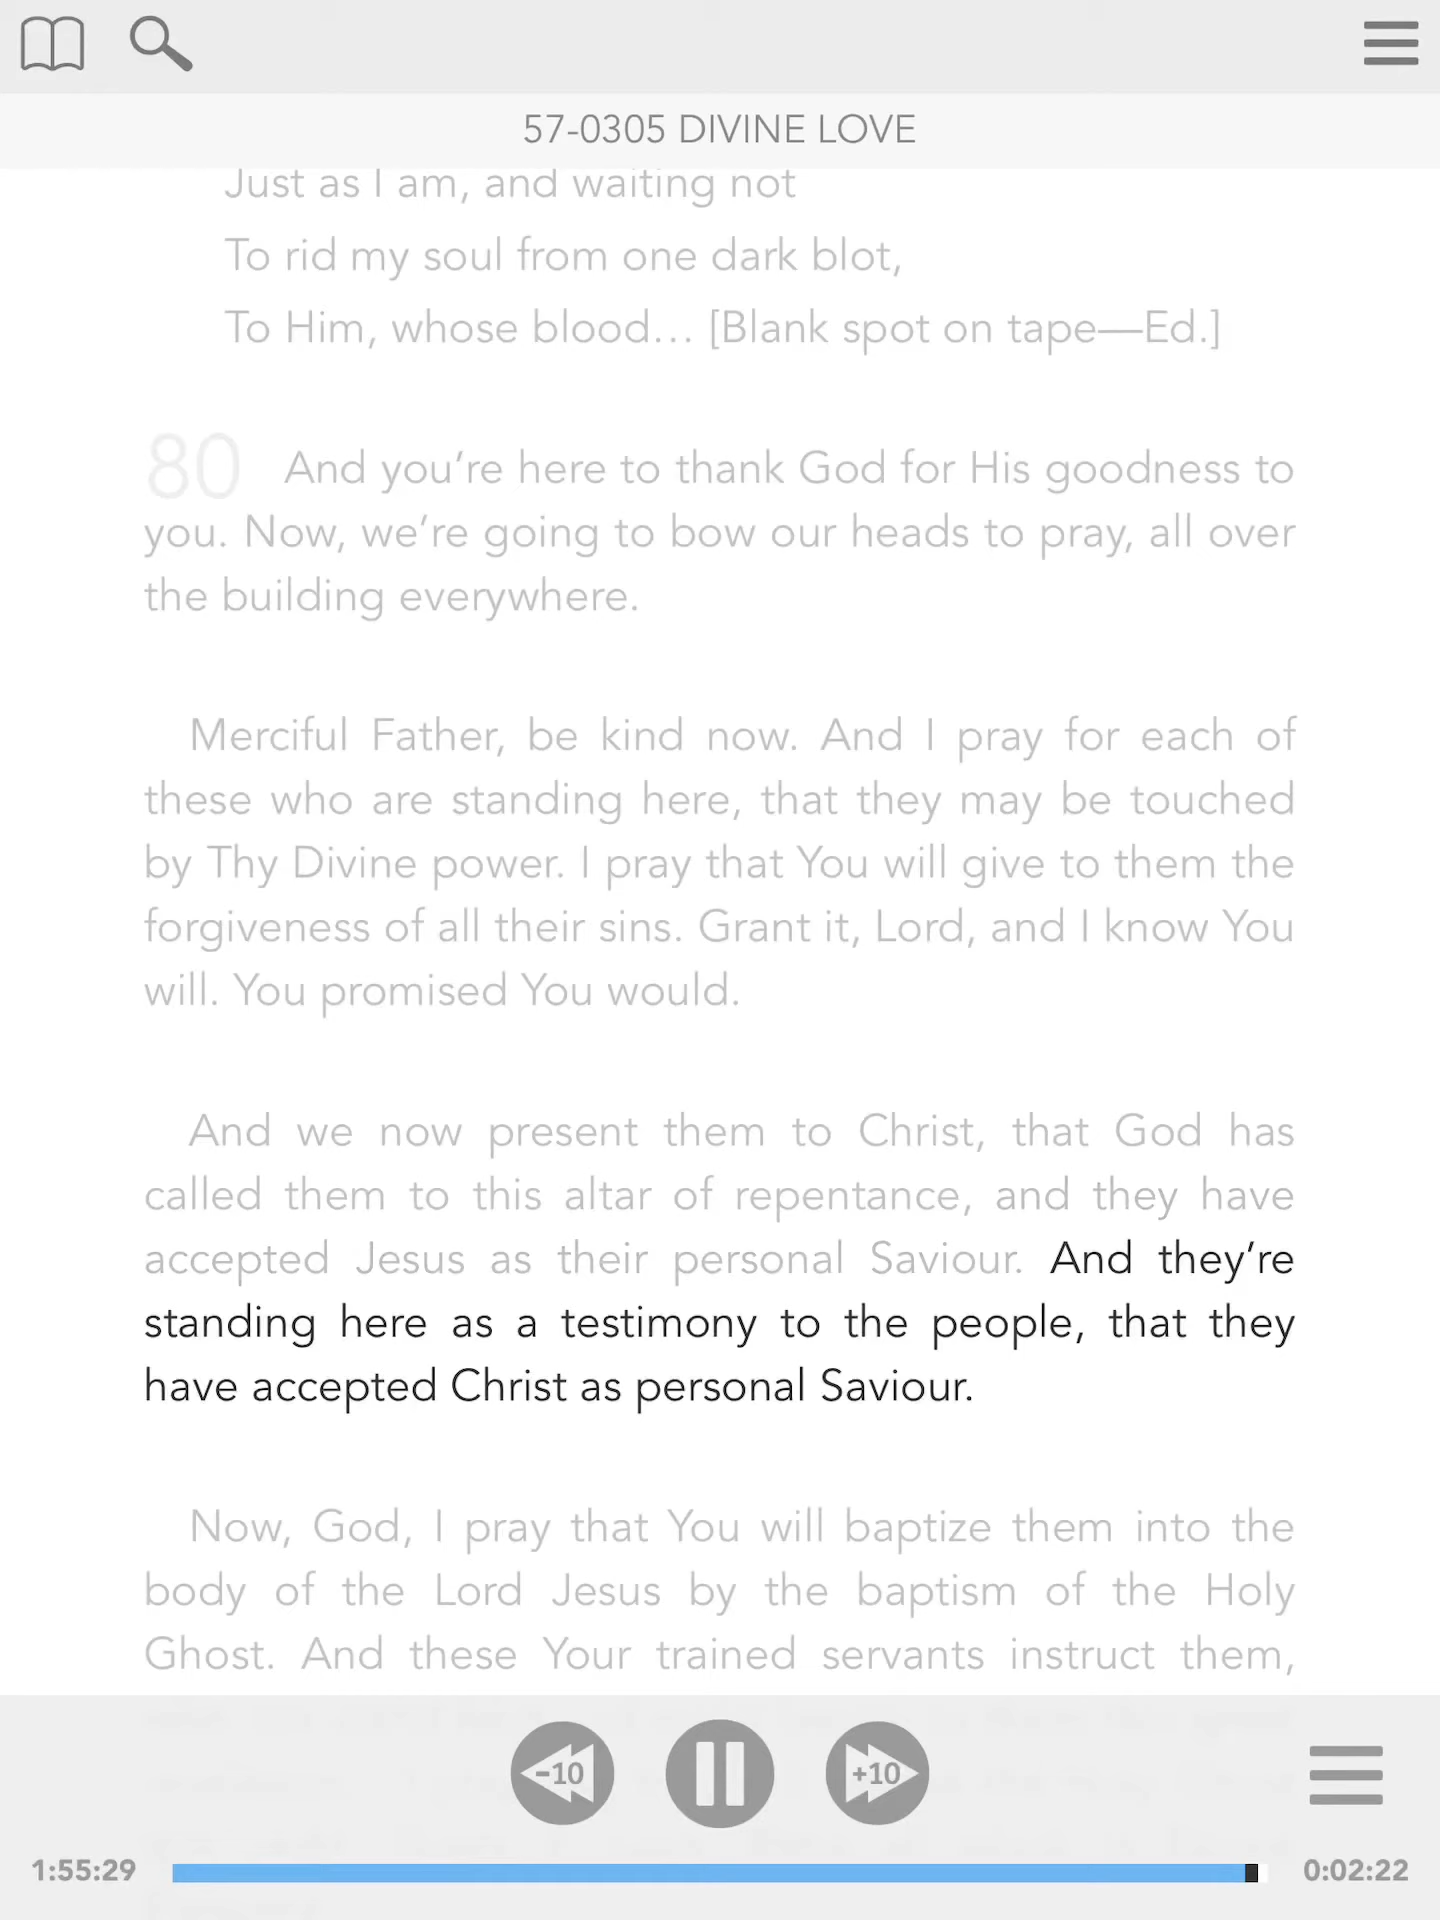 57-0305 DIVINE LOVE
Just as I am, and waiting not
To rid my soul from one dark blot,
To Him, whose blood… [Blank spot on tape—Ed.]
80 And you’re here to thank God for His goodness to
you. Now, we’re going to bow our heads to pray, all over
the building everywhere.
Merciful Father, be kind now. And I pray for each of
these who are standing here, that they may be touched
by Thy Divine power. I pray that You will give to them the
forgiveness of all their sins. Grant it, Lord, and I know You
will. You promised You would.
And we now present them to Christ, that God has
called them to this altar of repentance, and they have
accepted Jesus as their personal Saviour. And they’re
standing here as a testimony to the people, that they
have accepted Christ as personal Saviour.
Now, God, I pray that You will baptize them into the
body of the Lord Jesus by the baptism of the Holy
Ghost. And these Your trained servants instruct them,
-10 +10
1:55:29 0:02:22